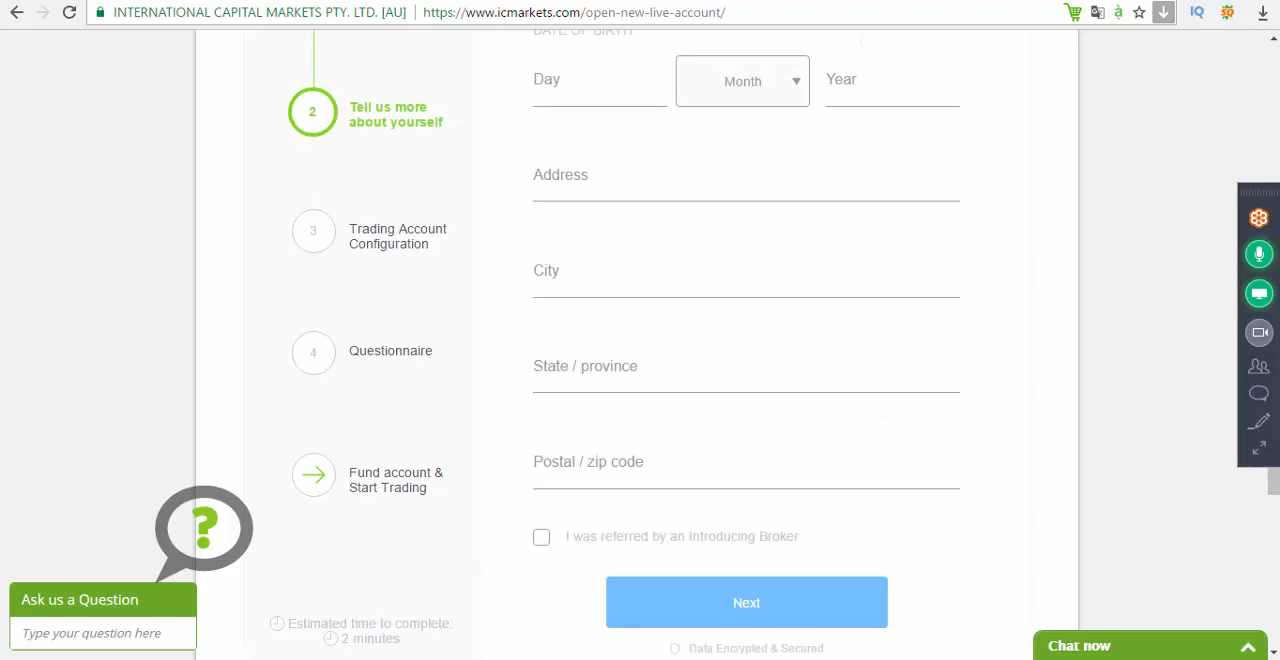 INTERNATIONAL CAPITAL MARKETS PTY. LTD. [AU] https://www.icmarkets.com/open-new-live-account/
DATE OF BIRTH
Day
Month
Year
2
Tell us more
about yourself
Address
3
Trading Account
Configuration
City
4
Questionnaire
State / province
Fund account &
Start Trading
Postal / zip code
I was referred by an Introducing Broker
?
Ask us a Question
Type your question here
Next
Estimated time to complete:
2 minutes
Data Encrypted & Secured
Chat now
IQ